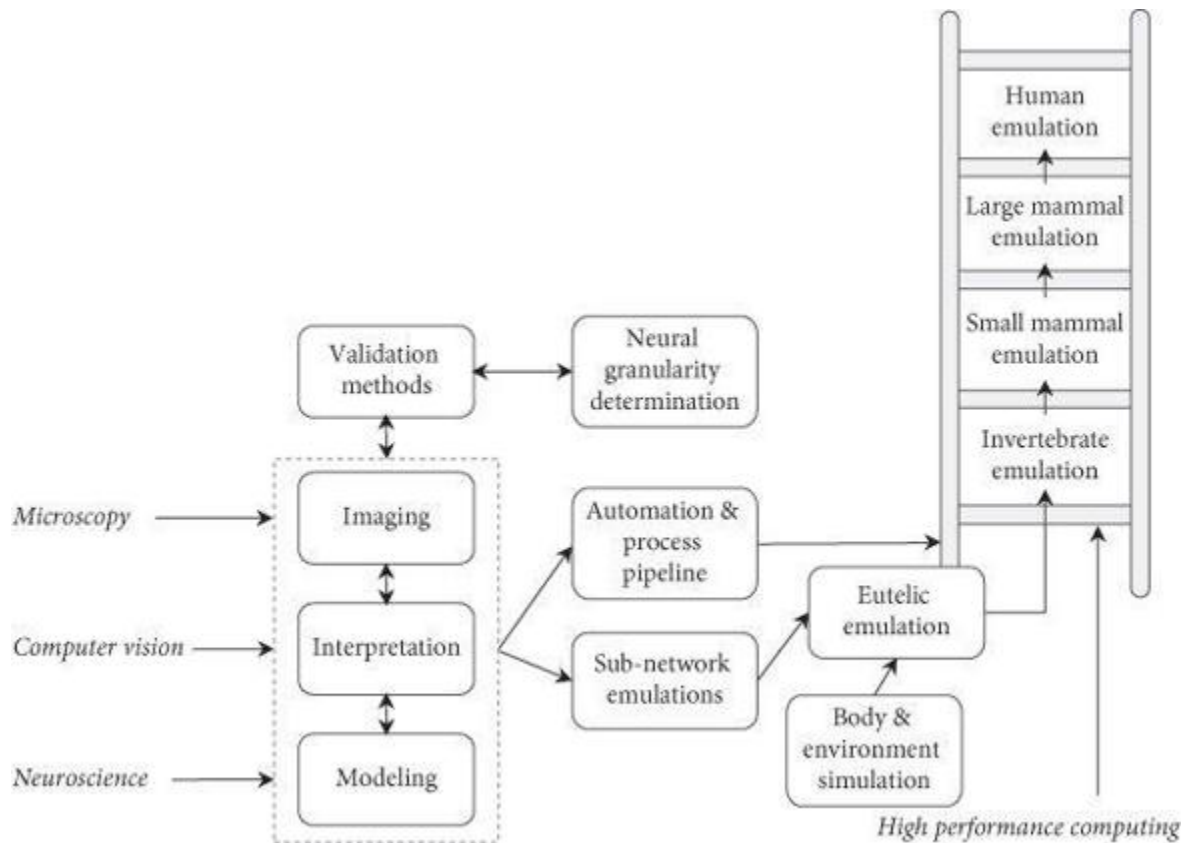 Human
emulation
Large mammal
emulation
Small mammal
emulation
Invertebrate
emulation
Validation
methods
Neural
granularity
determination
Microscopy
Imaging
Automation &
process
pipeline
Computer vision
Interpretation
Sub-network
emulations
Eutelic
emulation
Body &
environment
simulation
Neuroscience
Modeling
High performance computing